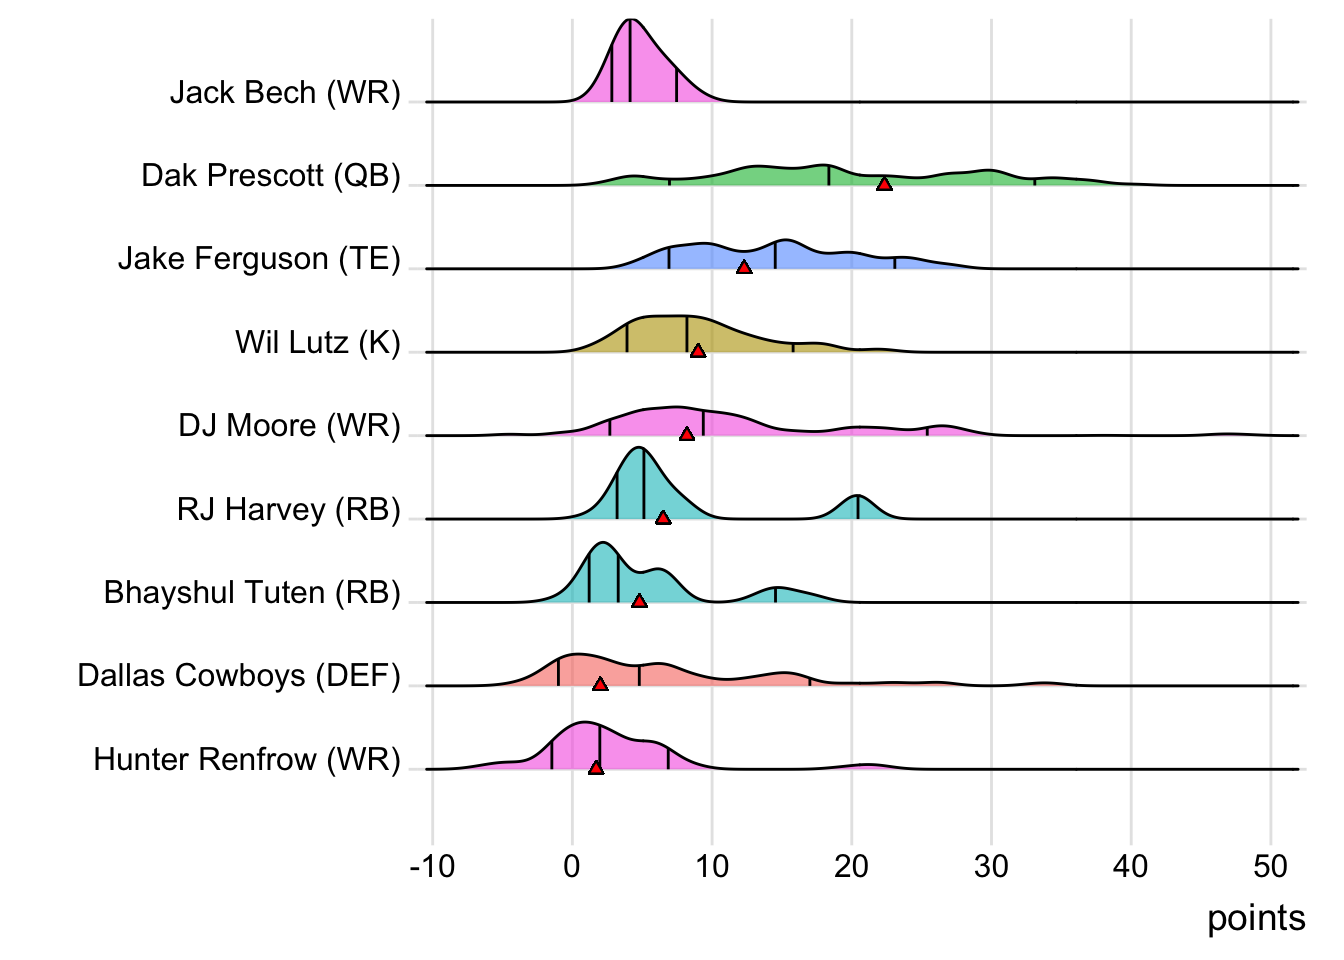 Jack Bech (WR)
Dak Prescott (QB)
Jake Ferguson (TE)
Wil Lutz (K)
DJ Moore (WR)
RJ Harvey (RB)
Bhayshul Tuten (RB)
Dallas Cowboys (DEF)
Hunter Renfrow (WR)
-10 0 10 20 30 40 50
points